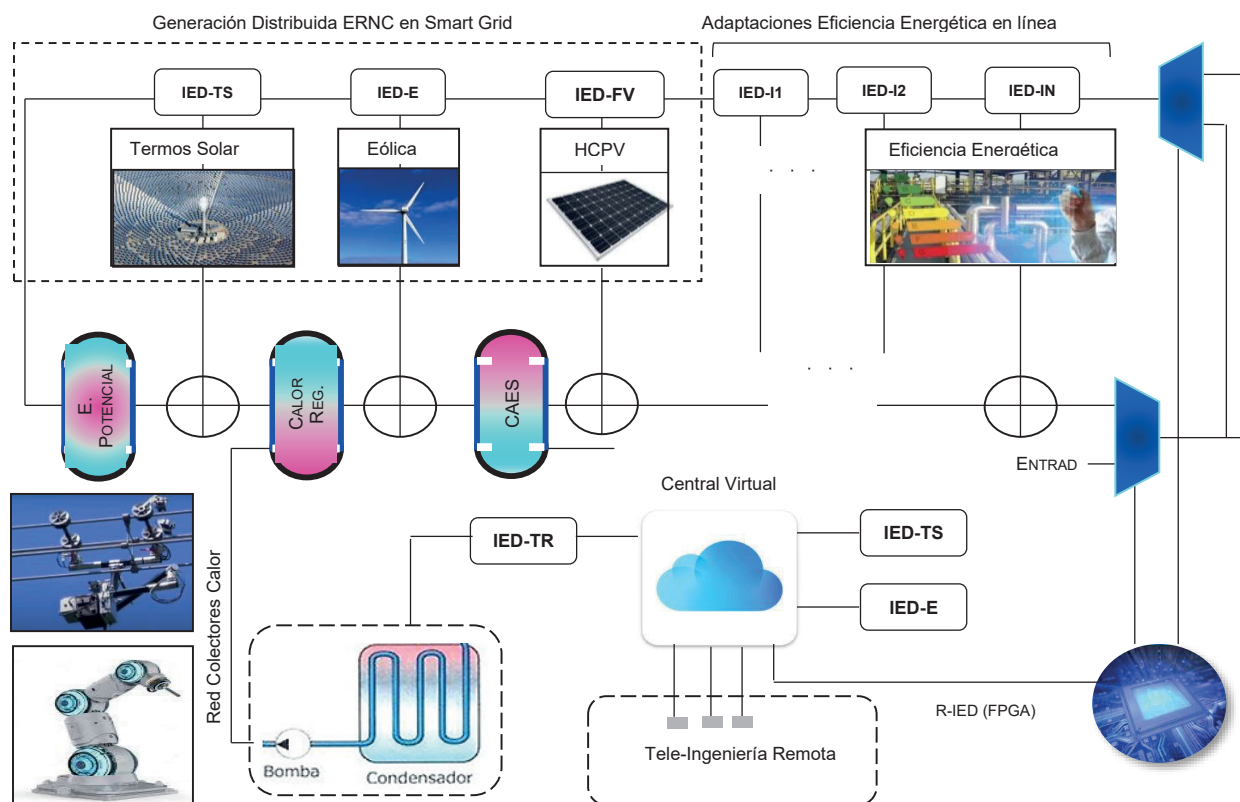 Generación Distribuida ERNC en Smart Grid
Adaptaciones Eficiencia Energética en línea
IED-TS
IED-E
IED-FV
IED-I1
IED-I2
IED-IN
Termos Solar
Eólica
HCPV
Eficiencia Energética
. . .
. . .
E.
POTENCIAL
CALOR
REG.
CAES
ENTRAD
Central Virtual
IED-TR
IED-TS
IED-E
Red Colectores Calor
Bomba
Condensador
R-IED (FPGA)
Tele-Ingeniería Remota